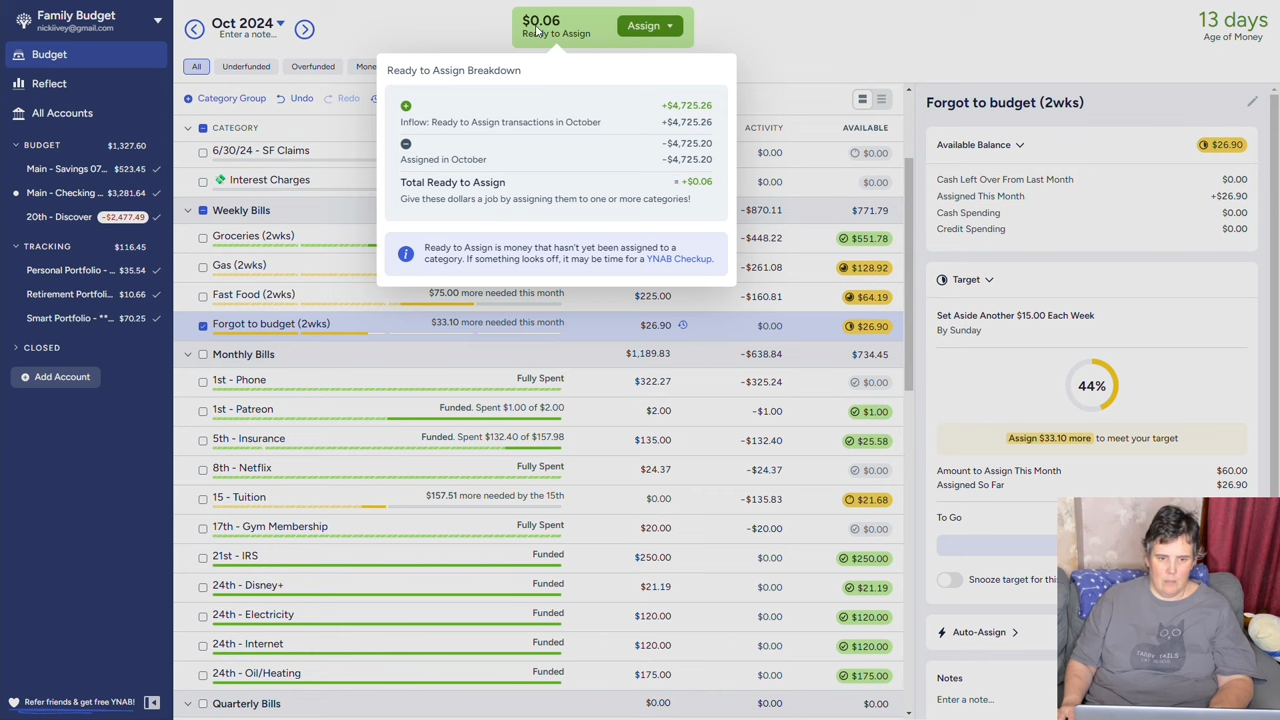 Family Budget
nickiivey@gmail.com
Budget
Reflect
All Accounts
BUDGET $1,327.60
Main - Savings 07... $523.45
Main - Checking ... $3,281.64
20th - Discover -$2,477.49
TRACKING $116.45
Personal Portfolio - ... $35.54
Retirement Portfoli... $10.66
Smart Portfolio - **... $70.25
CLOSED
Add Account
Refer friends & get free YNAB!
Oct 2024
Enter a note...
$0.06
Ready to Assign
Assign
13 days
Age of Money
All Underfunded Overfunded Mone
Category Group Undo Redo
CATEGORY ACTIVITY AVAILABLE
6/30/24 - SF Claims $0.00 $0.00
Interest Charges $0.00 $0.00
Weekly Bills -$870.11 $771.79
Groceries (2wks) -$448.22 $551.78
Gas (2wks) -$261.08 $128.92
Fast Food (2wks) $75.00 more needed this month $225.00 -$160.81 $64.19
Forgot to budget (2wks) $33.10 more needed this month $26.90 $0.00 $26.90
Monthly Bills $1,189.83 -$638.84 $734.45
1st - Phone Fully Spent $322.27 -$325.24 $0.00
1st - Patreon Funded. Spent $1.00 of $2.00 $2.00 -$1.00 $1.00
5th - Insurance Funded. Spent $132.40 of $157.98 $135.00 -$132.40 $25.58
8th - Netflix Fully Spent $24.37 -$24.37 $0.00
15 - Tuition $157.51 more needed by the 15th $0.00 -$135.83 $21.68
17th - Gym Membership Fully Spent $20.00 -$20.00 $0.00
21st - IRS Funded $250.00 $0.00 $250.00
24th - Disney+ Funded $21.19 $0.00 $21.19
24th - Electricity Funded $120.00 $0.00 $120.00
24th - Internet Funded $120.00 $0.00 $120.00
24th - Oil/Heating Funded $175.00 $0.00 $175.00
Quarterly Bills $0.00 $0.00 $0.00
Ready to Assign Breakdown
+$4,725.26
Inflow: Ready to Assign transactions in October +$4,725.26
-$4,725.20
Assigned in October -$4,725.20
Total Ready to Assign = +$0.06
Give these dollars a job by assigning them to one or more categories!
Ready to Assign is money that hasn't yet been assigned to a
category. If something looks off, it may be time for a YNAB Checkup.
Forgot to budget (2wks)
Available Balance $26.90
Cash Left Over From Last Month $0.00
Assigned This Month +$26.90
Cash Spending $0.00
Credit Spending $0.00
Target
Set Aside Another $15.00 Each Week
By Sunday
44%
Assign $33.10 more to meet your target
Amount to Assign This Month $60.00
Assigned So Far $26.90
To Go
Snooze target for this
Auto-Assign
Notes
Enter a note...